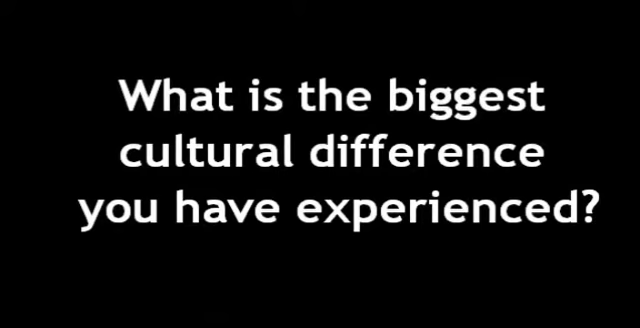 What is the biggest
cultural difference
you have experienced?